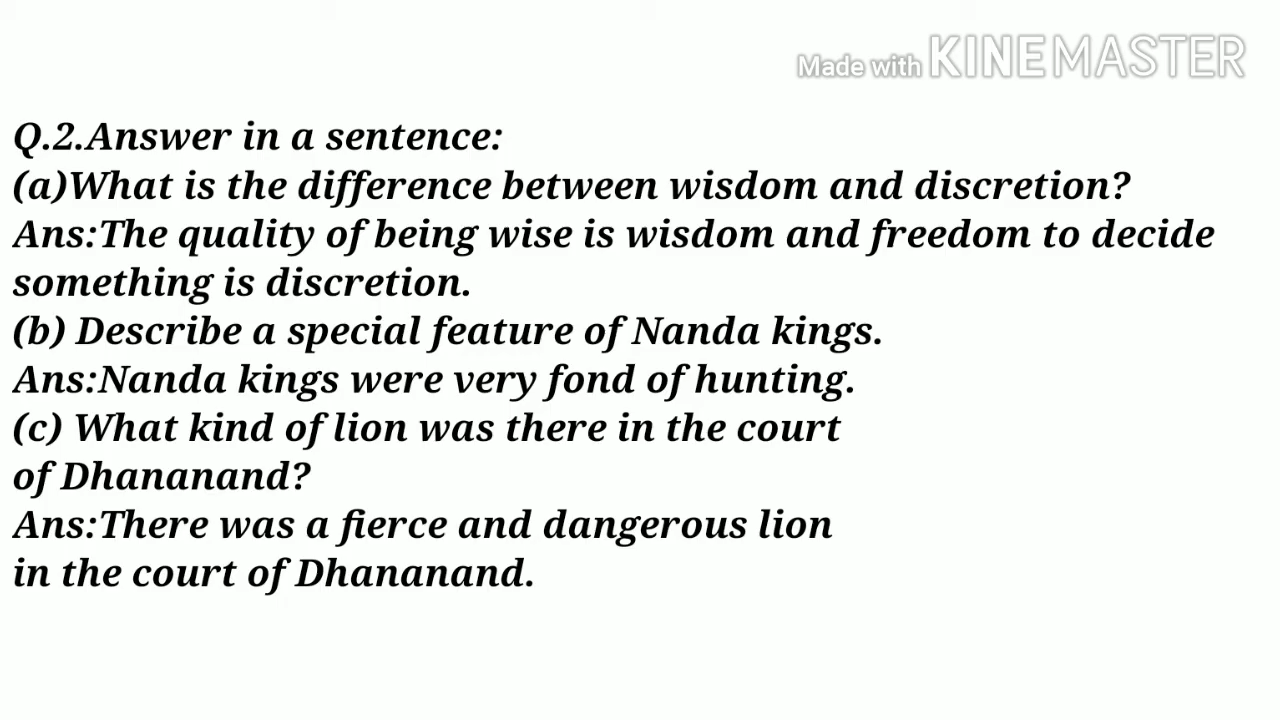 Made with KINEMASTER
Q.2.Answer in a sentence:
(a)What is the difference between wisdom and discretion?
Ans:The quality of being wise is wisdom and freedom to decide
something is discretion.
(b) Describe a special feature of Nanda kings.
Ans:Nanda kings were very fond of hunting.
(c) What kind of lion was there in the court
of Dhananand?
Ans:There was a fierce and dangerous lion
in the court of Dhananand.